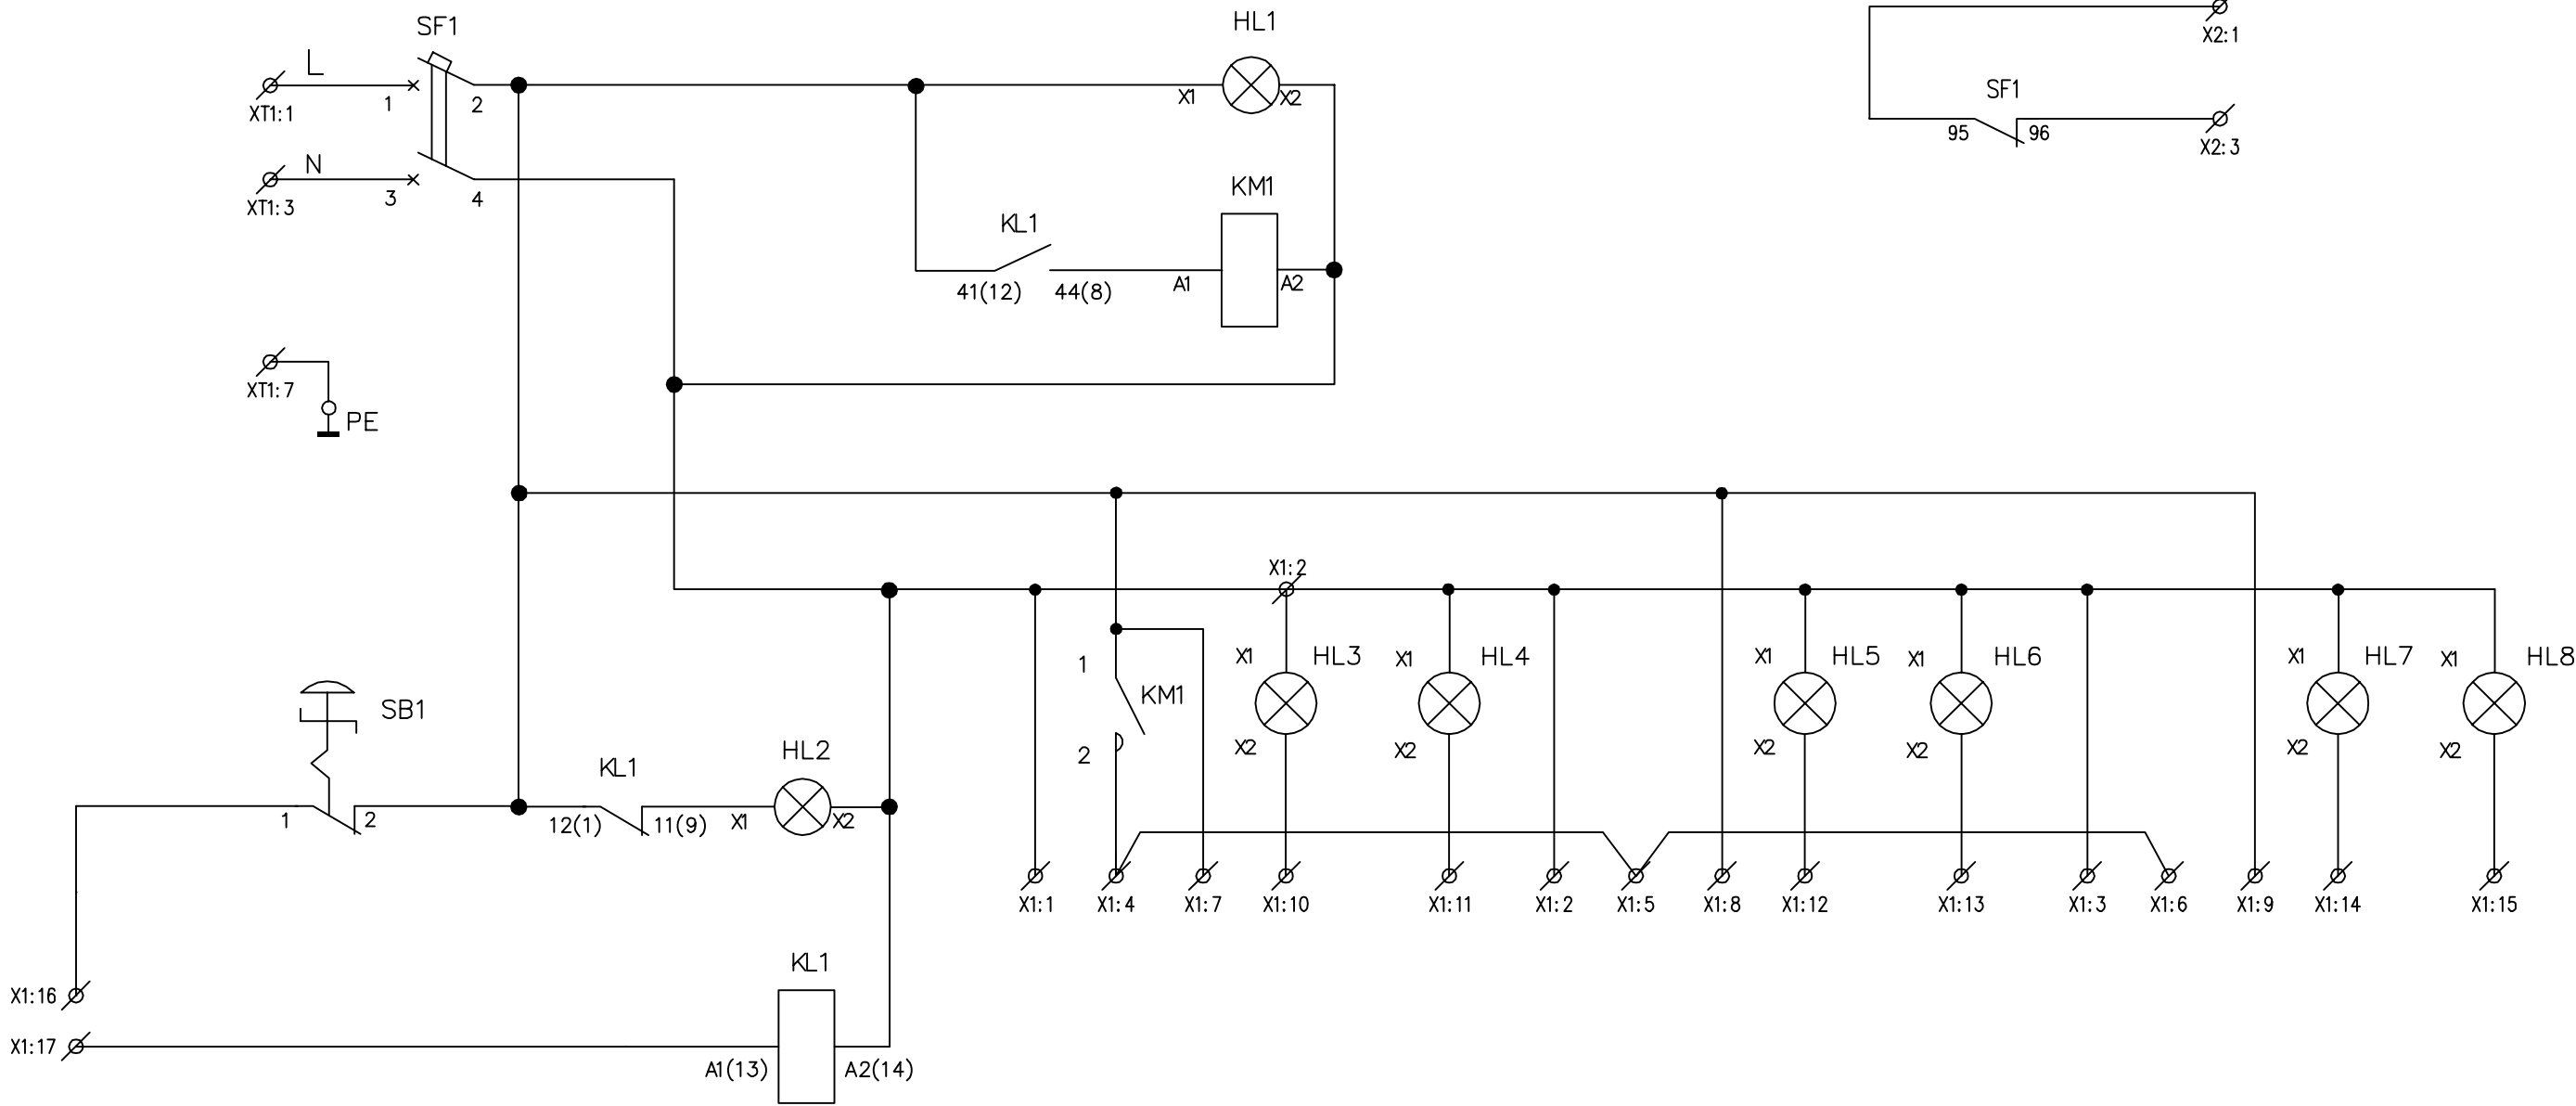 SF1
HL1
X2:1
L
1
2
X1
X2
XT1:1
SF1
95
96
X2:3
N
3
4
XT1:3
KM1
KL1
41(12)
44(8)
A1
A2
XT1:7
PE
X1:2
X1
HL3
X1
HL4
X1
HL5
X1
HL6
X1
HL7
X1
HL8
1
KM1
2
X2
X2
X2
X2
X2
X2
SB1
HL2
KL1
1
2
12(1)
11(9)
X1
X2
X1:1
X1:4
X1:7
X1:10
X1:11
X1:2
X1:5
X1:8
X1:12
X1:13
X1:3
X1:6
X1:9
X1:14
X1:15
KL1
X1:16
X1:17
A1(13)
A2(14)